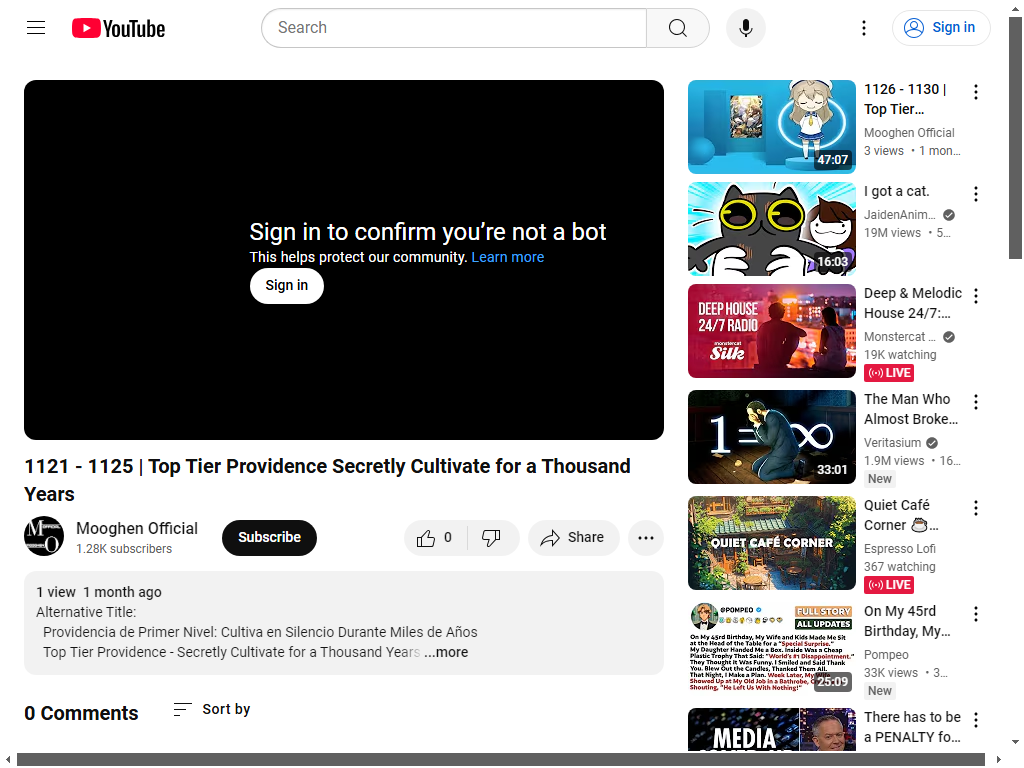 YouTube
Search
Sign in
Sign in to confirm you’re not a bot
This helps protect our community. Learn more
Sign in
1121 - 1125 | Top Tier Providence Secretly Cultivate for a Thousand
Years
Mooghen Official
1.28K subscribers
Subscribe
0
Share
1 view 1 month ago
Alternative Title:
Providencia de Primer Nivel: Cultiva en Silencio Durante Miles de Años
Top Tier Providence - Secretly Cultivate for a Thousand Years ...more
0 Comments
Sort by
47:07
1126 - 1130 |
Top Tier…
Mooghen Official
3 views • 1 mon…
16:03
I got a cat.
JaidenAnim…
19M views • 5…
DEEP HOUSE
24/7 RADIO
monstercat
Silk
Deep & Melodic
House 24/7:…
Monstercat …
19K watching
LIVE
1=∞
33:01
The Man Who
Almost Broke…
Veritasium
1.9M views • 16…
New
QUIET CAFÉ CORNER
Quiet Café
Corner ☕…
Espresso Lofi
367 watching
LIVE
@POMPEO
FULL STORY
ALL UPDATES
On My 45rd Birthday, My Wife and Kids Made Me Sit
at the Head of the Table for a "Special Surprise."
My Daughter Handed Me a Box. Inside Was a Cheap
Plastic Trophy That Said: "World's #1 Disappointment."
They Thought It Was Funny. I Smiled and Said Thank
You. Blew Out the Candles, Thanked Them All.
That Night, I Make a Plan. Week Later, My
Showed Up at My Old Job in a Bathrobe,
Shouting, "He Left Us With Nothing!"
25:09
On My 45rd
Birthday, My…
Pompeo
33K views • 3…
New
MEDIA
There has to be
a PENALTY fo…